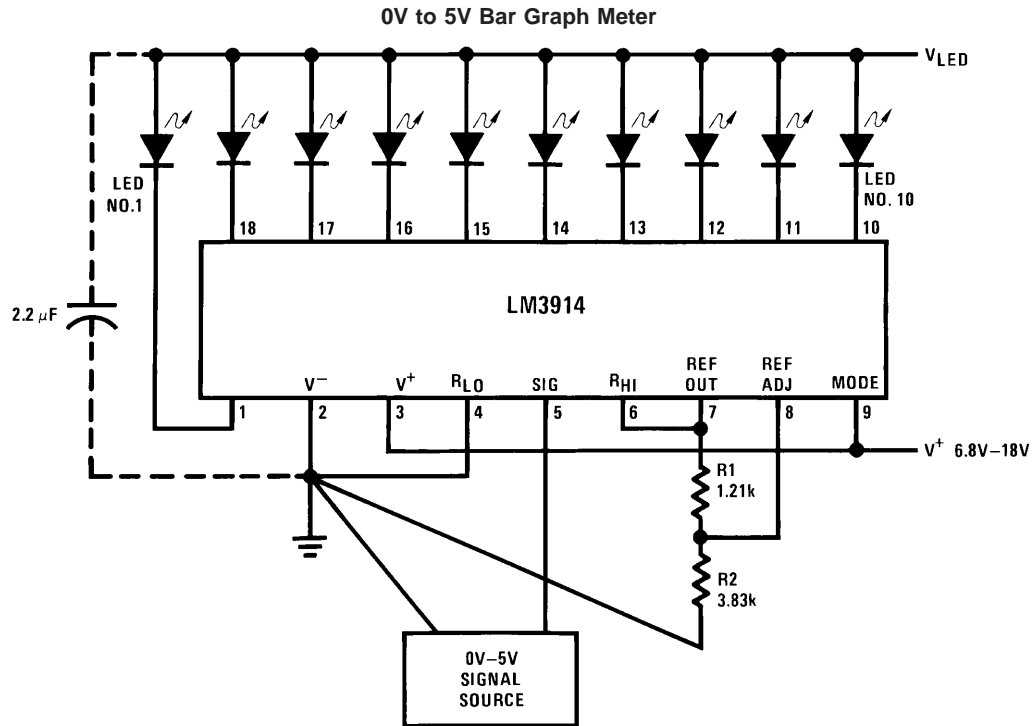 0V to 5V Bar Graph Meter
VLED
LED
NO.1
LED
NO. 10
18 17 16 15 14 13 12 11 10
2.2 μF
LM3914
V− V+ RLO SIG RHI REF OUT REF ADJ MODE
1 2 3 4 5 6 7 8 9
V+ 6.8V–18V
R1
1.21k
R2
3.83k
0V–5V
SIGNAL
SOURCE